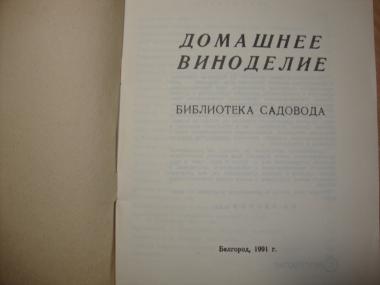 ДОМАШНЕЕ
ВИНОДЕЛИЕ
БИБЛИОТЕКА САДОВОДА
Белгород, 1991 г.